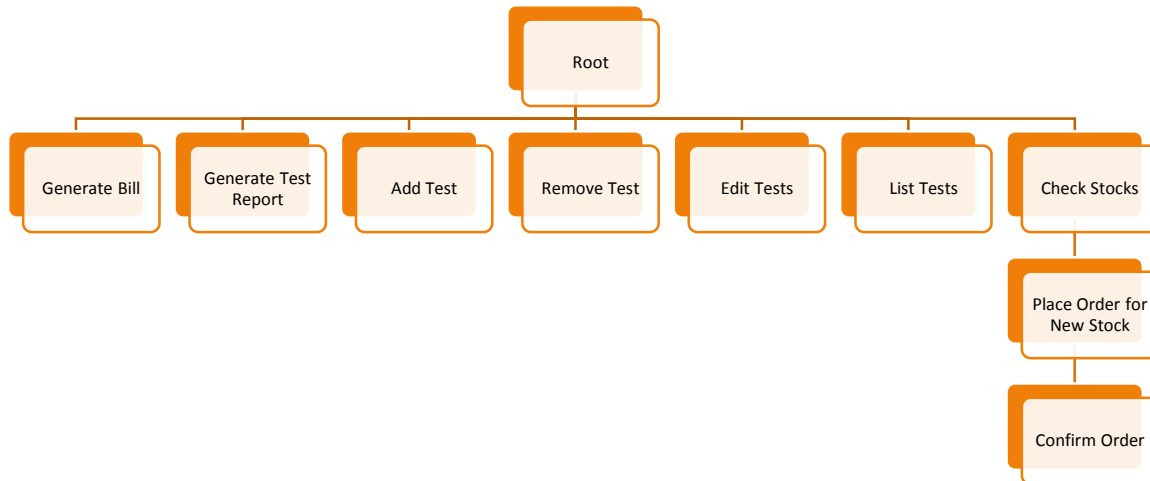 Root
Generate Bill
Generate Test
Report
Add Test
Remove Test
Edit Tests
List Tests
Check Stocks
Place Order for
New Stock
Confirm Order